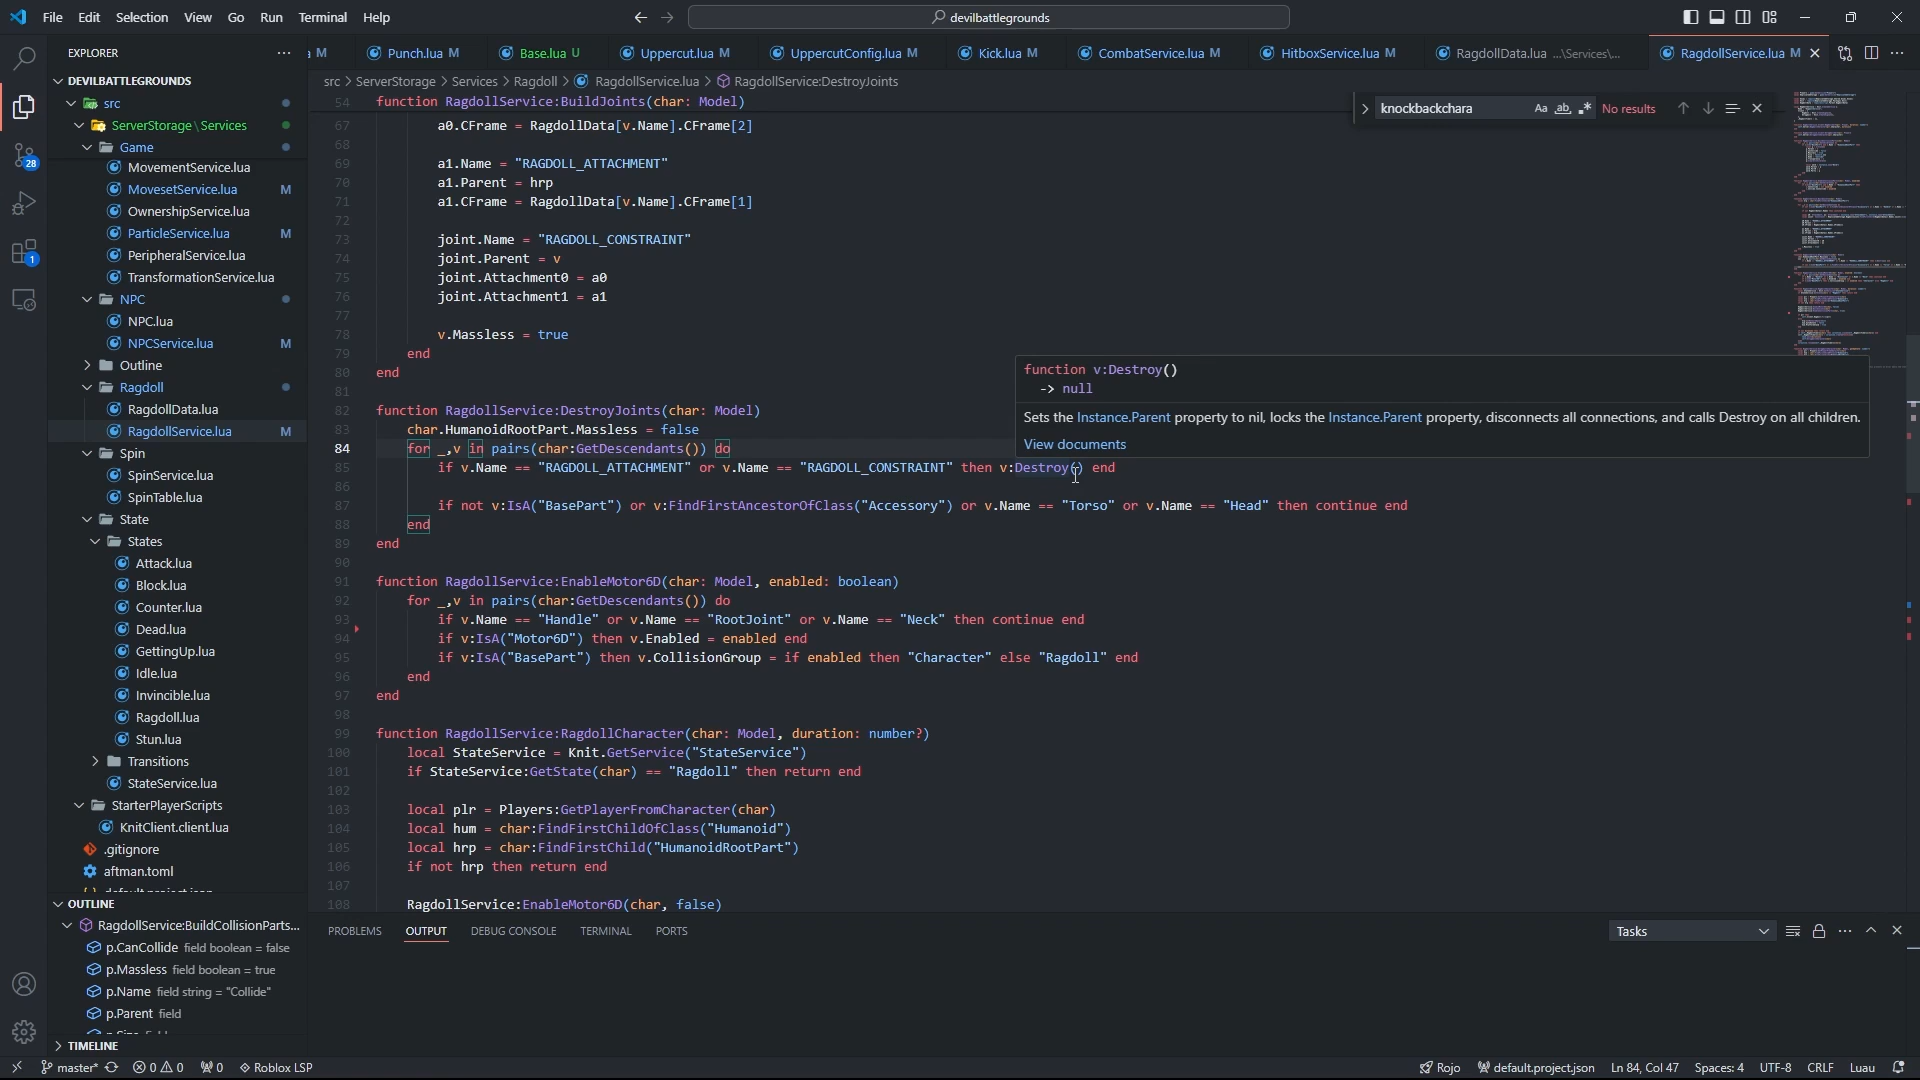 File Edit Selection View Go Run Terminal Help
devilbattlegrounds
EXPLORER
M Punch.lua M Base.lua U Uppercut.lua M UppercutConfig.lua M Kick.lua M CombatService.lua M HitboxService.lua M RagdollData.lua ...\Services\... RagdollService.lua M
src > ServerStorage > Services > Ragdoll > RagdollService.lua > RagdollService:DestroyJoints
DEVILBATTLEGROUNDS
src
ServerStorage\Services
Game
MovementService.lua
MovesetService.lua M
OwnershipService.lua
ParticleService.lua M
PeripheralService.lua
TransformationService.lua
NPC
NPC.lua
NPCService.lua M
Outline
Ragdoll
RagdollData.lua
RagdollService.lua M
Spin
SpinService.lua
SpinTable.lua
State
States
Attack.lua
Block.lua
Counter.lua
Dead.lua
GettingUp.lua
Idle.lua
Invincible.lua
Ragdoll.lua
Stun.lua
Transitions
StateService.lua
StarterPlayerScripts
KnitClient.client.lua
.gitignore
aftman.toml
OUTLINE
RagdollService:BuildCollisionParts...
p.CanCollide field boolean = false
p.Massless field boolean = true
p.Name field string = "Collide"
p.Parent field
TIMELINE
28
1
knockbackchara Aa ab No results
54 function RagdollService:BuildJoints(char: Model)
67 a0.CFrame = RagdollData[v.Name].CFrame[2]
68
69 a1.Name = "RAGDOLL_ATTACHMENT"
70 a1.Parent = hrp
71 a1.CFrame = RagdollData[v.Name].CFrame[1]
72
73 joint.Name = "RAGDOLL_CONSTRAINT"
74 joint.Parent = v
75 joint.Attachment0 = a0
76 joint.Attachment1 = a1
77
78 v.Massless = true
79 end
80 end
81
82 function RagdollService:DestroyJoints(char: Model)
83 char.HumanoidRootPart.Massless = false
84 for _,v in pairs(char:GetDescendants()) do
85 if v.Name == "RAGDOLL_ATTACHMENT" or v.Name == "RAGDOLL_CONSTRAINT" then v:Destroy() end
86
87 if not v:IsA("BasePart") or v:FindFirstAncestorOfClass("Accessory") or v.Name == "Torso" or v.Name == "Head" then continue end
88 end
89 end
90
91 function RagdollService:EnableMotor6D(char: Model, enabled: boolean)
92 for _,v in pairs(char:GetDescendants()) do
93 if v.Name == "Handle" or v.Name == "RootJoint" or v.Name == "Neck" then continue end
94 if v:IsA("Motor6D") then v.Enabled = enabled end
95 if v:IsA("BasePart") then v.CollisionGroup = if enabled then "Character" else "Ragdoll" end
96 end
97 end
98
99 function RagdollService:RagdollCharacter(char: Model, duration: number?)
100 local StateService = Knit.GetService("StateService")
101 if StateService:GetState(char) == "Ragdoll" then return end
102
103 local plr = Players:GetPlayerFromCharacter(char)
104 local hum = char:FindFirstChildOfClass("Humanoid")
105 local hrp = char:FindFirstChild("HumanoidRootPart")
106 if not hrp then return end
107
108 RagdollService:EnableMotor6D(char, false)
function v:Destroy()
-> null
Sets the Instance.Parent property to nil, locks the Instance.Parent property, disconnects all connections, and calls Destroy on all children.
View documents
PROBLEMS OUTPUT DEBUG CONSOLE TERMINAL PORTS
Tasks
master* 0 0 0 Roblox LSP
Rojo default.project.json Ln 84, Col 47 Spaces: 4 UTF-8 CRLF Luau